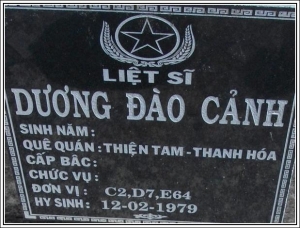 LIỆT SĨ
DƯƠNG ĐÀO CẢNH
SINH NĂM :
QUÊ QUÁN : THIỆN TAM - THANH HÓA
CẤP BẬC :
CHỨC VỤ :
ĐƠN VỊ : C2,D7,E64
HY SINH : 12-02-1979